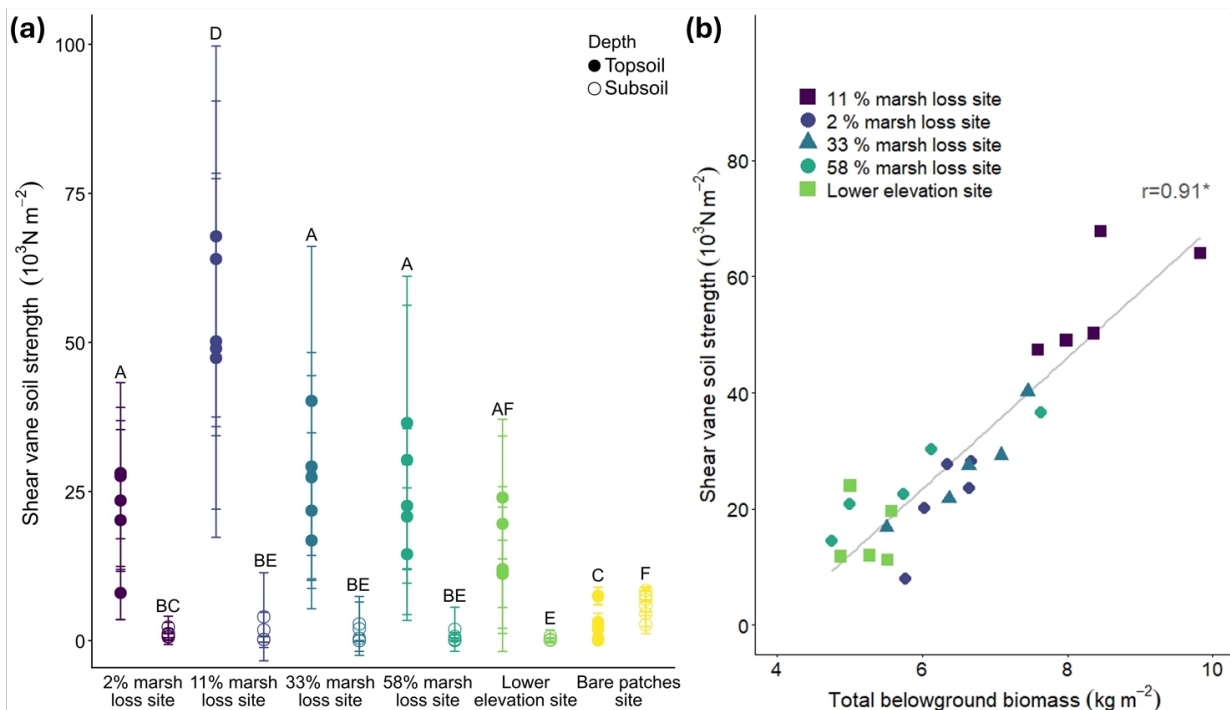 (a)
Shear vane soil strength (10³N m⁻²)
100
75
50
25
0
Depth
Topsoil
Subsoil
A
BC
D
BE
A
BE
A
BE
AF
E
C
F
2% marsh
loss site
11% marsh
loss site
33% marsh
loss site
58% marsh
loss site
Lower
elevation site
Bare patches
site
(b)
Shear vane soil strength (10³N m⁻²)
80
60
40
20
0
11 % marsh loss site
2 % marsh loss site
33 % marsh loss site
58 % marsh loss site
Lower elevation site
r=0.91*
4
6
8
10
Total belowground biomass (kg m⁻²)